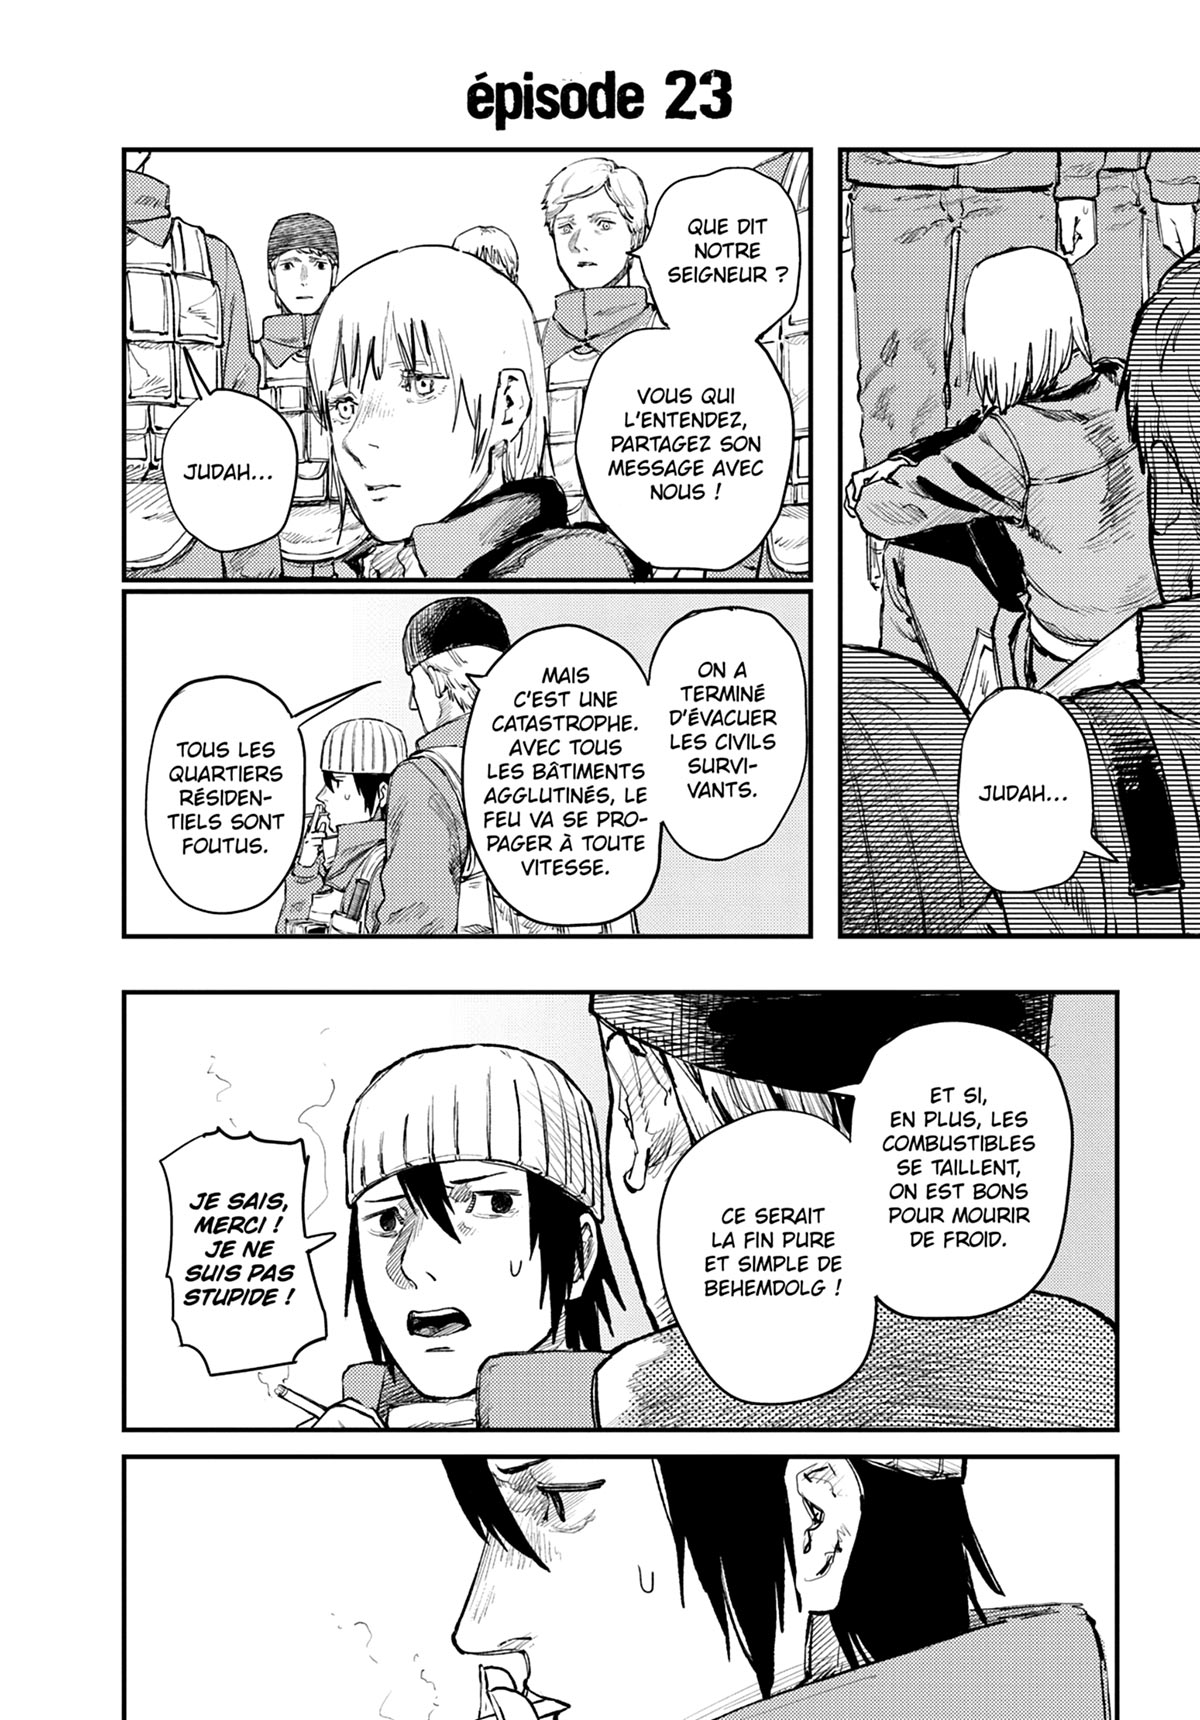 épisode 23
JUDAH...
QUE DIT
NOTRE
SEIGNEUR ?
VOUS QUI
L'ENTENDEZ,
PARTAGEZ SON
MESSAGE AVEC
NOUS !
JUDAH...
ON A
TERMINÉ
D'ÉVACUER
LES CIVILS
SURVI-
VANTS.
MAIS
C'EST UNE
CATASTROPHE.
AVEC TOUS
LES BÂTIMENTS
AGGLUTINÉS, LE
FEU VA SE PRO-
PAGER À TOUTE
VITESSE.
TOUS LES
QUARTIERS
RÉSIDEN-
TIELS SONT
FOUTUS.
ET SI,
EN PLUS, LES
COMBUSTIBLES
SE TAILLENT,
ON EST BONS
POUR MOURIR
DE FROID.
CE SERAIT
LA FIN PURE
ET SIMPLE DE
BEHEMDOLG !
JE SAIS,
MERCI !
JE NE
SUIS PAS
STUPIDE !